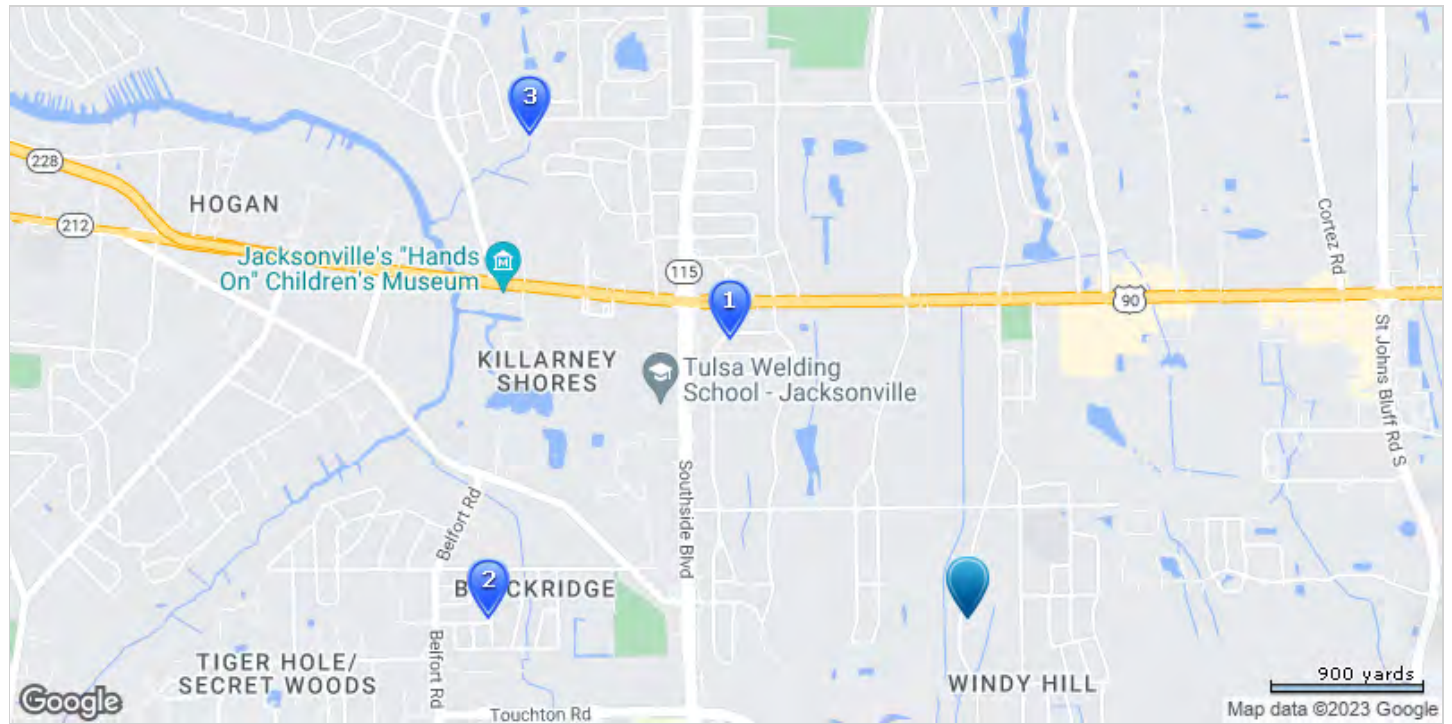 3
228
HOGAN
212
Cortez Rd
Jacksonville's "Hands
On" Children's Museum
115
1
90
KILLARNEY
SHORES
Tulsa Welding
School - Jacksonville
St Johns Bluff Rd S
Southside Blvd
Belfort Rd
2
TIGER HOLE/
SECRET WOODS
Belfort Rd
WINDY HILL
900 yards
Google
Touchton Rd
Map data ©2023 Google